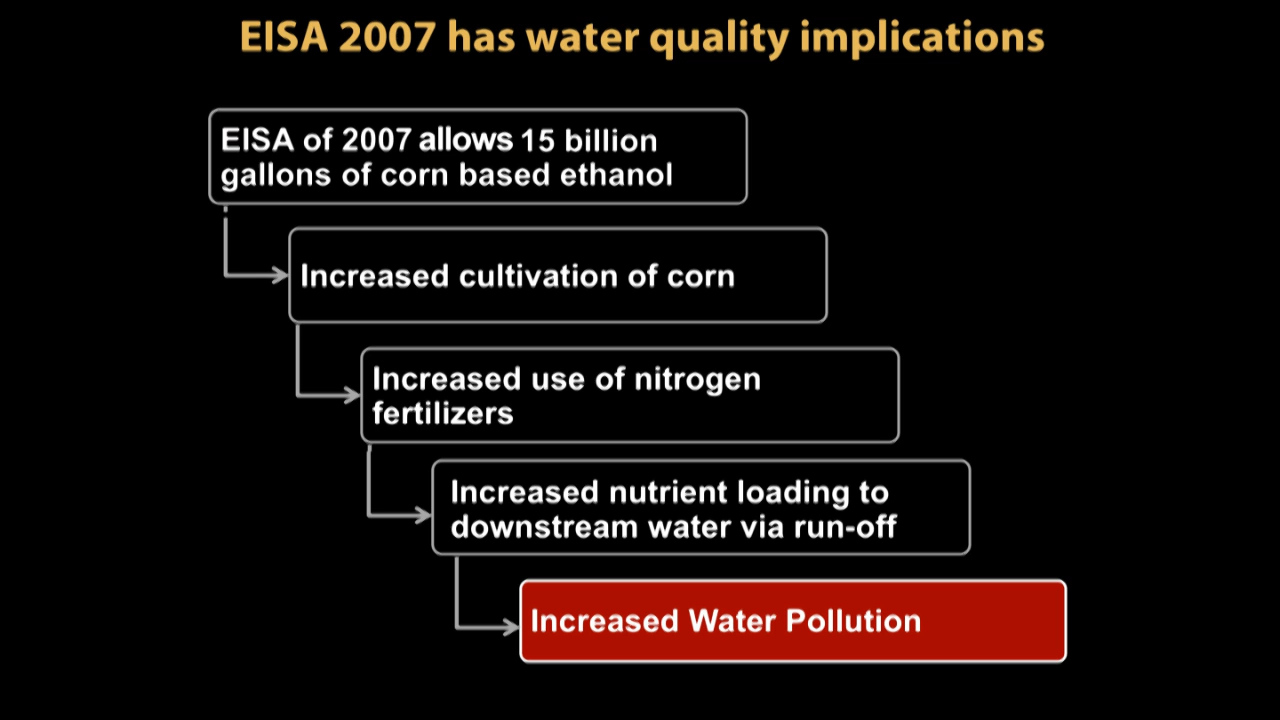 EISA 2007 has water quality implications
EISA of 2007 allows 15 billion
gallons of corn based ethanol
Increased cultivation of corn
Increased use of nitrogen
fertilizers
Increased nutrient loading to
downstream water via run-off
Increased Water Pollution